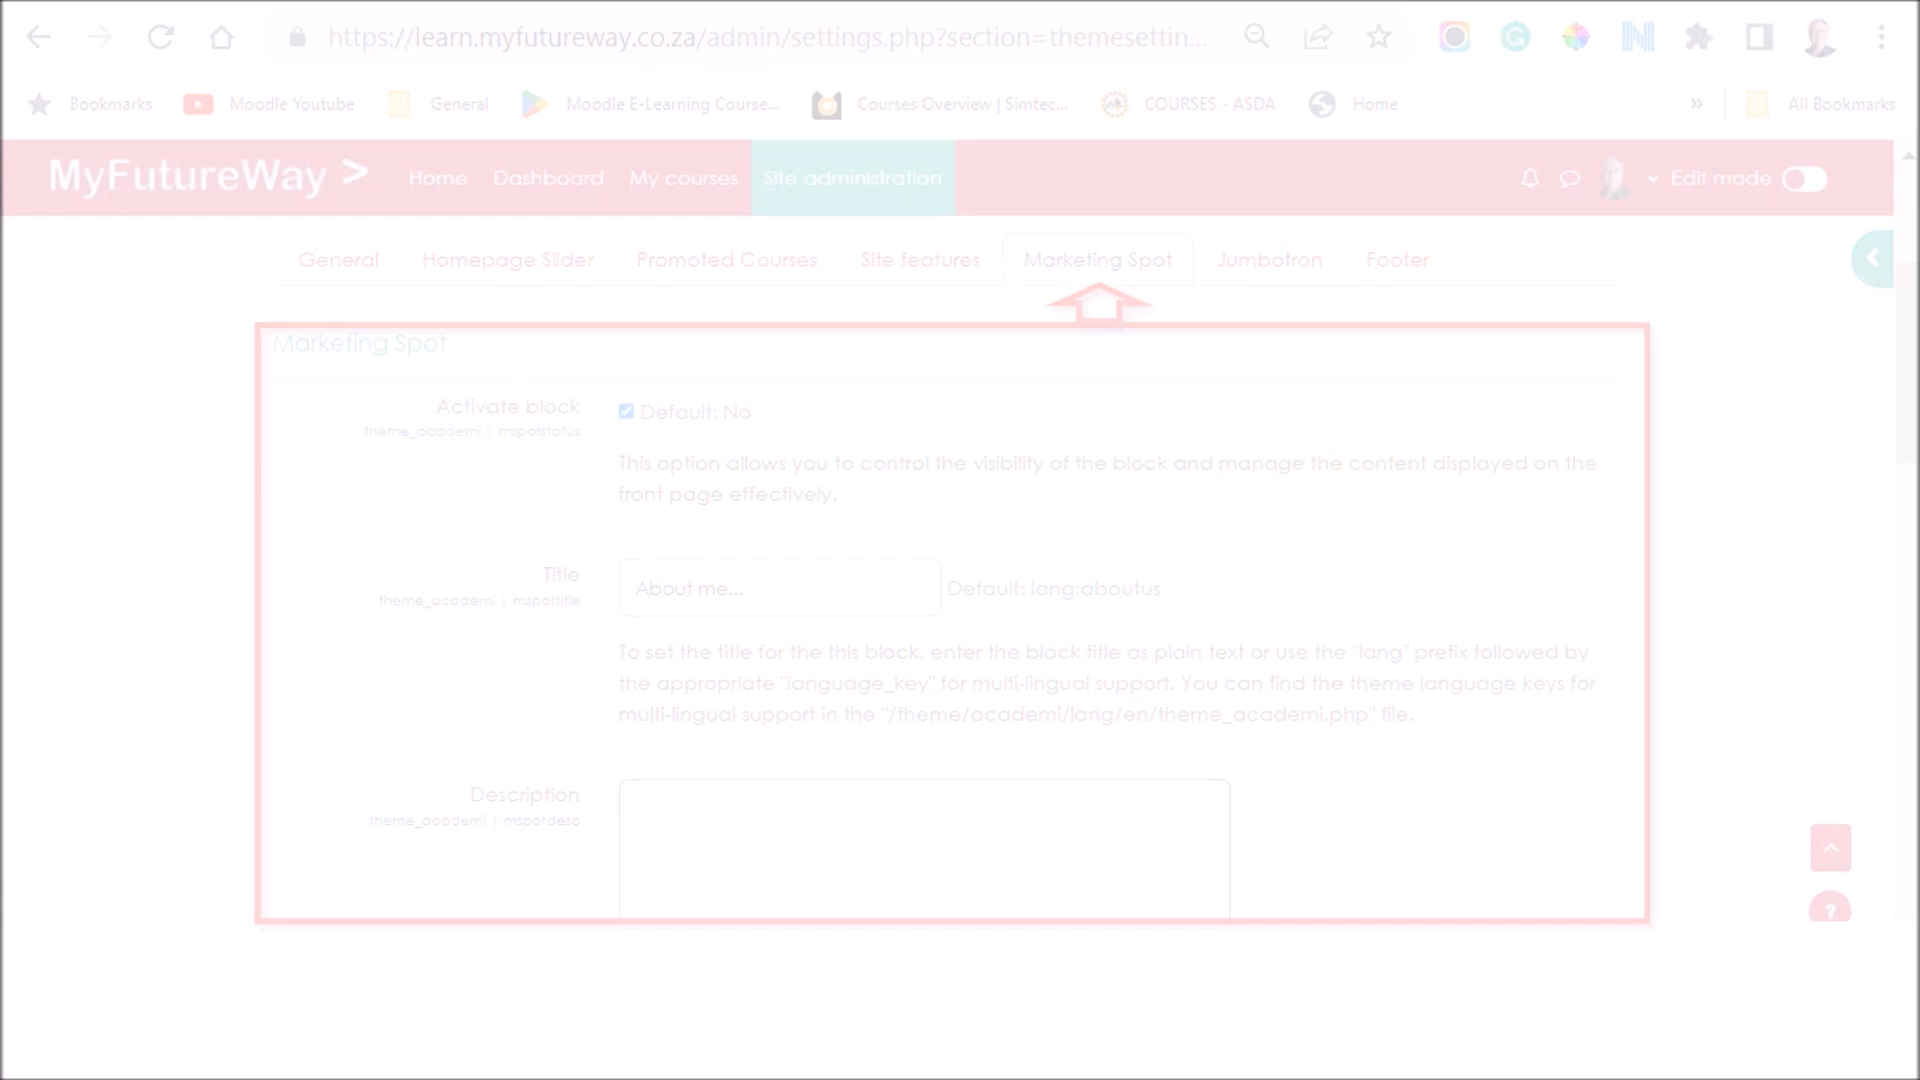 https://learn.myfutureway.co.za/admin/settings.php?section=themesettin...
Bookmarks Moodle Youtube General Moodle E-Learning Course... Courses Overview | Simtec... COURSES - ASDA Home » All Bookmarks
MyFutureWay > Home Dashboard My courses Site administration Edit mode
General Homepage Slider Promoted Courses Site features Marketing Spot Jumbotron Footer
Marketing Spot
Activate block Default: No
theme_academi | mspotstatus
This option allows you to control the visibility of the block and manage the content displayed on the
front page effectively.
Title
theme_academi | mspottitle
About me... Default: lang:aboutus
To set the title for the this block, enter the block title as plain text or use the "lang" prefix followed by
the appropriate "language_key" for multi-lingual support. You can find the theme language keys for
multi-lingual support in the "/theme/academi/lang/en/theme_academi.php" file.
Description
theme_academi | mspotdesc
?